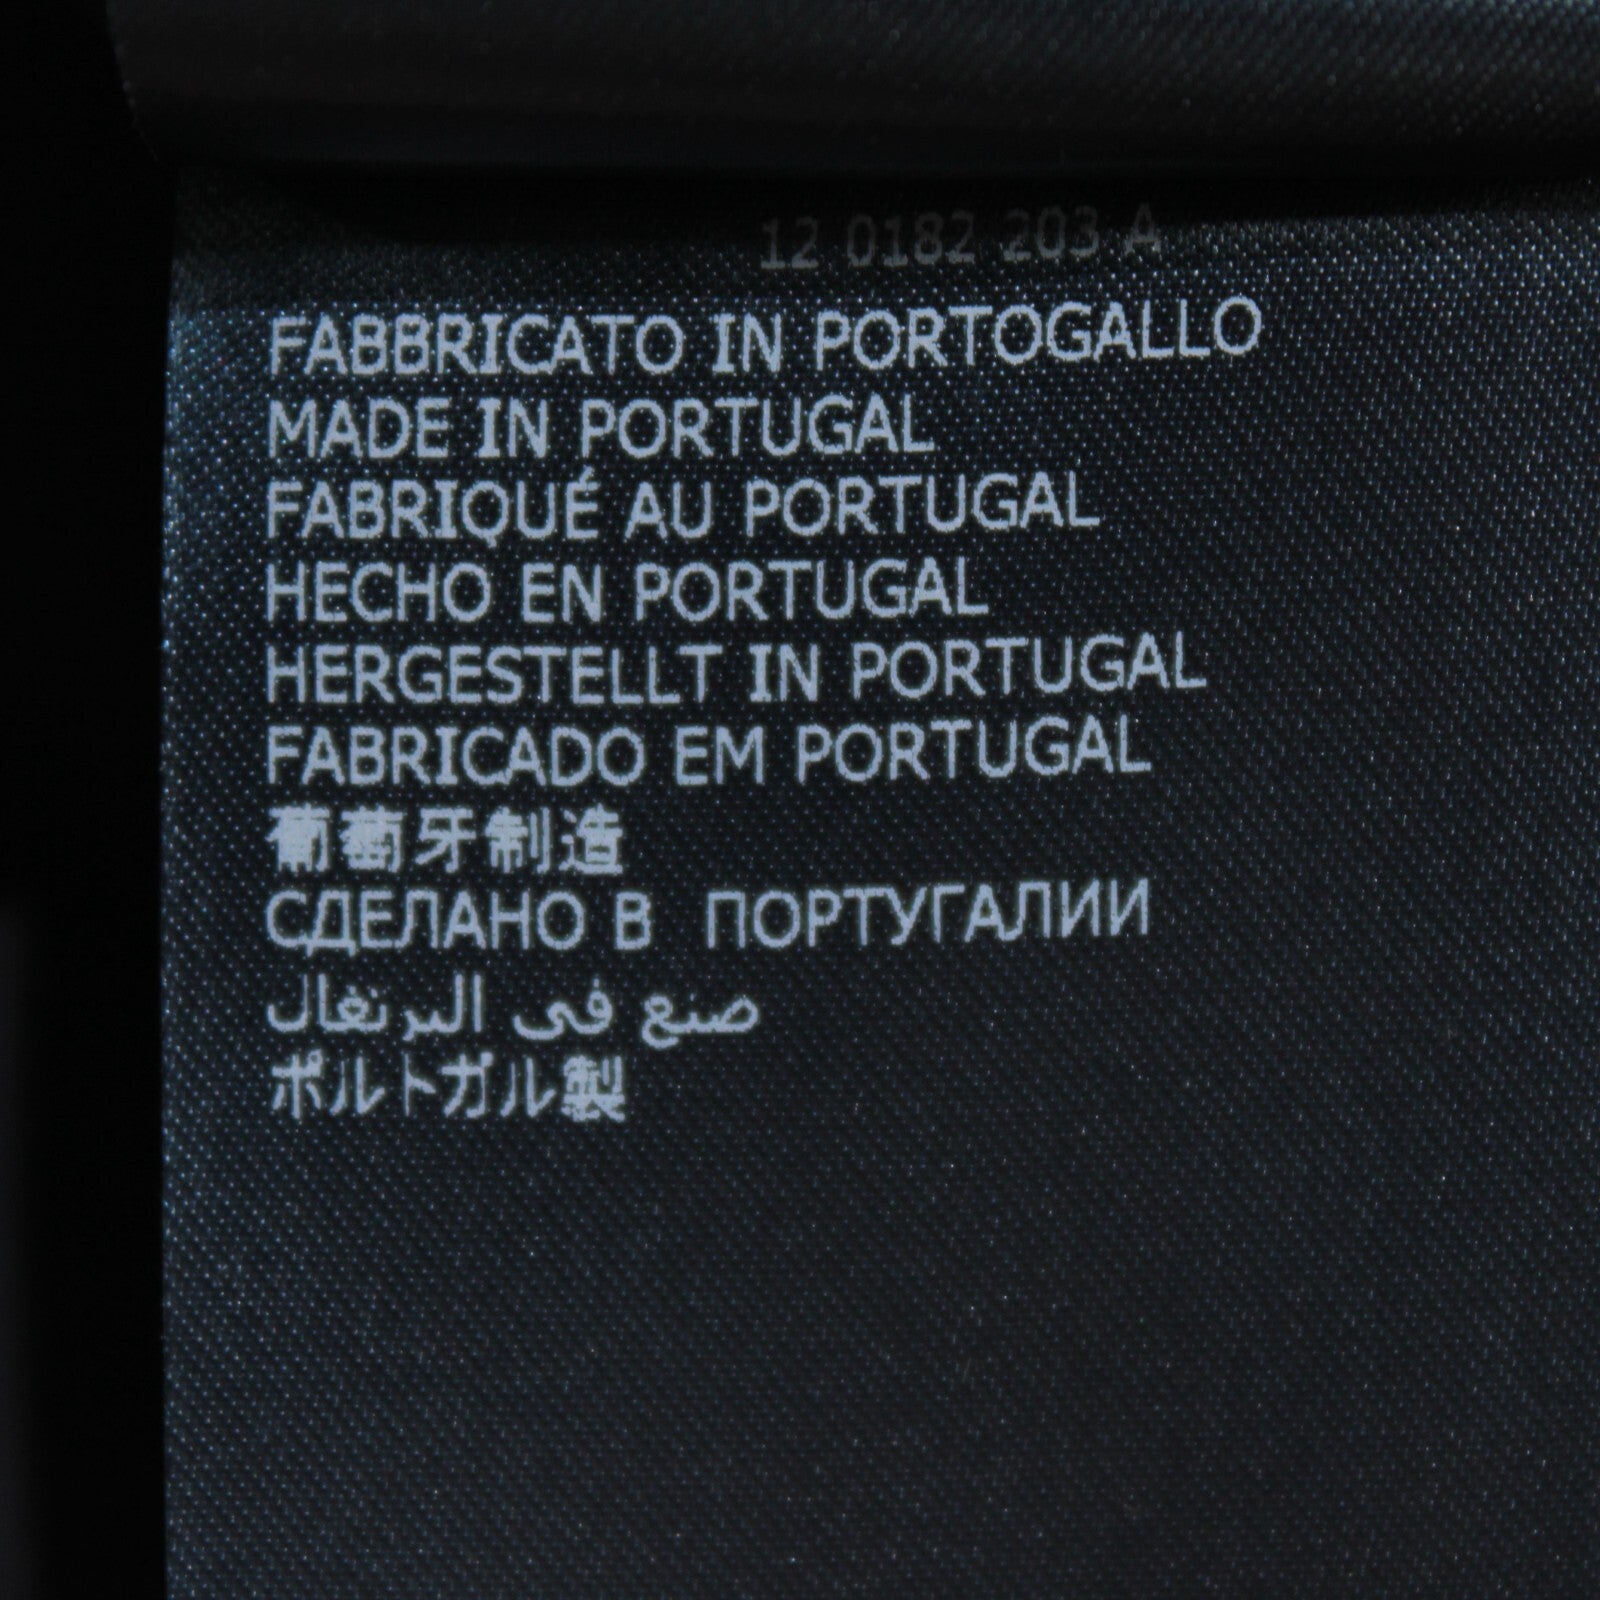 12 0182 203 A
FABBRICATO IN PORTOGALLO
MADE IN PORTUGAL
FABRIQUÉ AU PORTUGAL
HECHO EN PORTUGAL
HERGESTELLT IN PORTUGAL
FABRICADO EM PORTUGAL
葡萄牙制造
СДЕЛАНО В ПОРТУГАЛИИ
صنع فى البرتغال
ポルトガル製